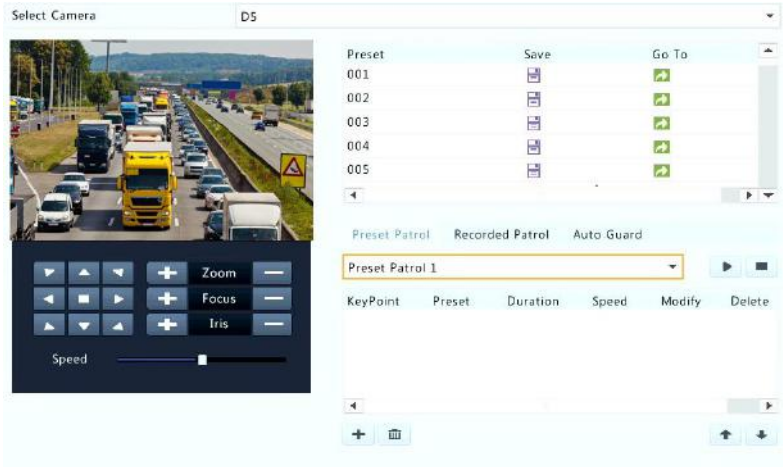 Select Camera D5
Preset Save Go To
001
002
003
004
005
Preset Patrol Recorded Patrol Auto Guard
Preset Patrol 1
KeyPoint Preset Duration Speed Modify Delete
Zoom
Focus
Iris
Speed